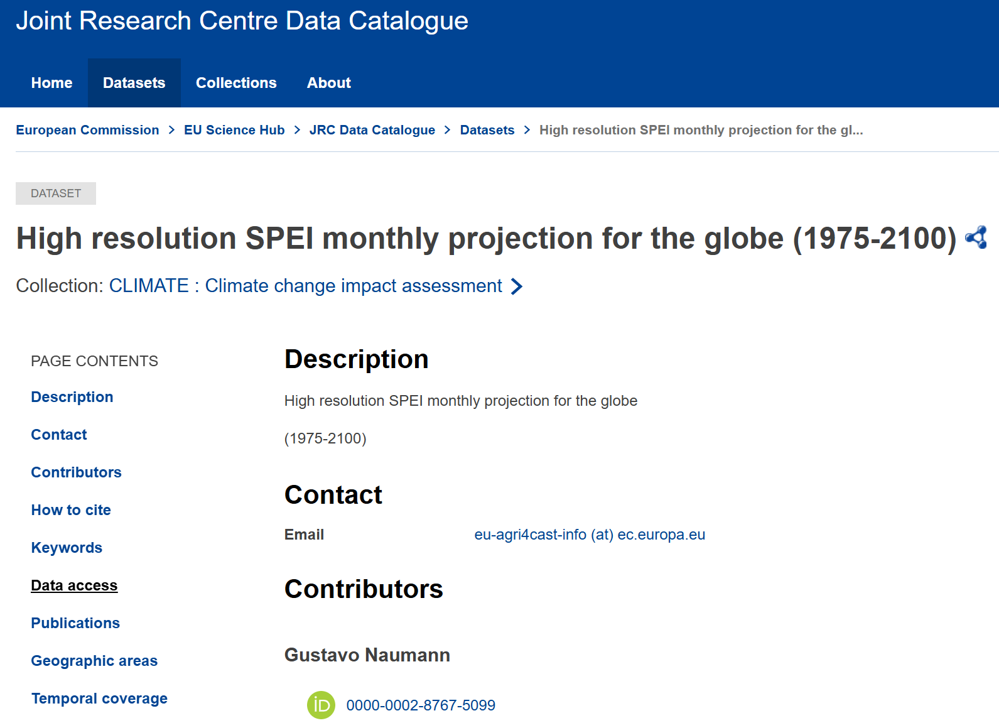 Joint Research Centre Data Catalogue
Home Datasets Collections About
European Commission > EU Science Hub > JRC Data Catalogue > Datasets > High resolution SPEI monthly projection for the gl...
DATASET
High resolution SPEI monthly projection for the globe (1975-2100)
Collection: CLIMATE : Climate change impact assessment >
PAGE CONTENTS
Description
Contact
Contributors
How to cite
Keywords
Data access
Publications
Geographic areas
Temporal coverage
Description
High resolution SPEI monthly projection for the globe
(1975-2100)
Contact
Email eu-agri4cast-info (at) ec.europa.eu
Contributors
Gustavo Naumann
iD 0000-0002-8767-5099